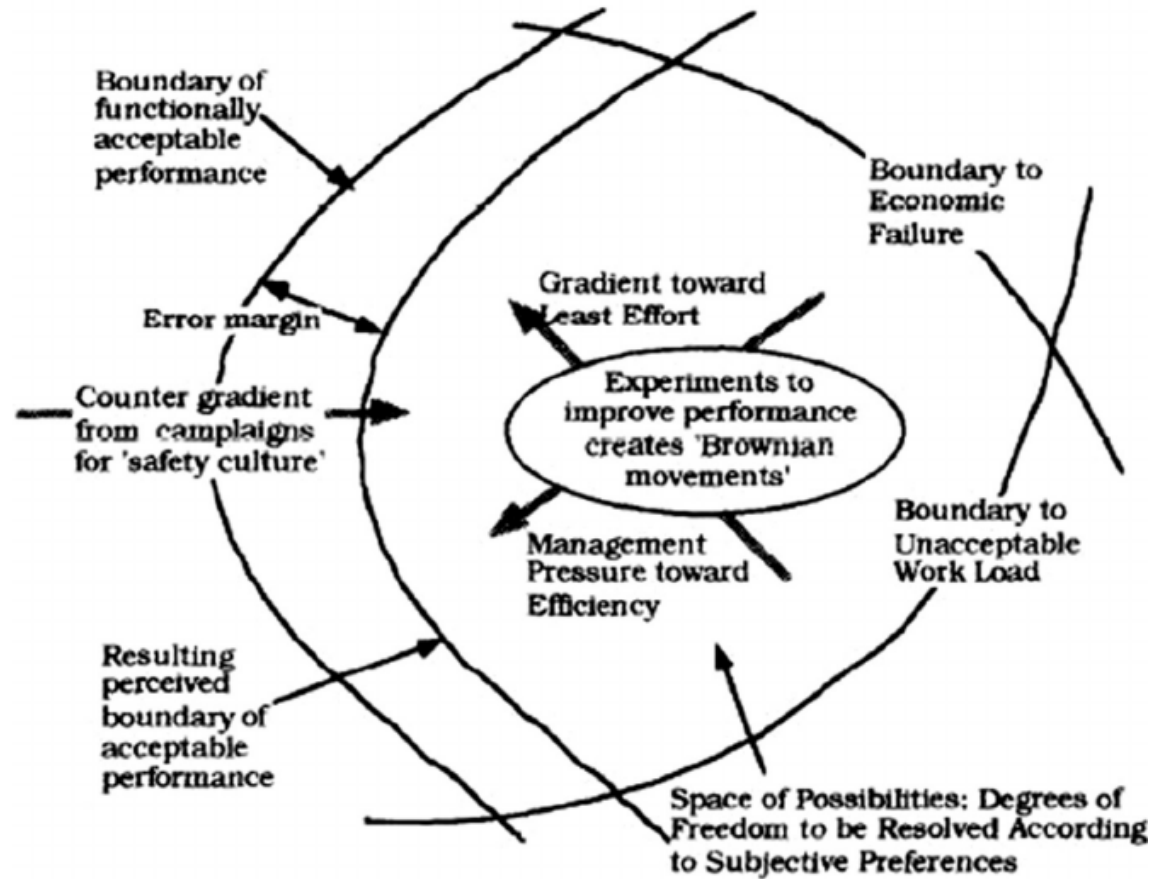 Boundary of
functionally
acceptable
performance
Boundary to
Economic
Failure
Gradient toward
Least Effort
Error margin
Experiments to
improve performance
creates 'Brownian
movements'
Counter gradient
from camplaigns
for 'safety culture'
Boundary to
Unacceptable
Work Load
Management
Pressure toward
Efficiency
Resulting
perceived
boundary of
acceptable
performance
Space of Possibilities: Degrees of
Freedom to be Resolved According
to Subjective Preferences